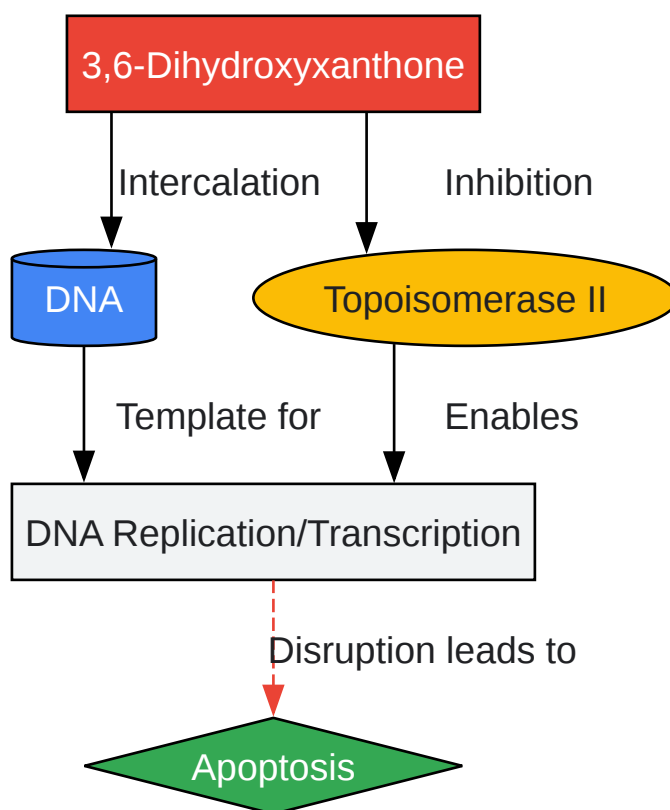 3,6-Dihydroxyxanthone
Intercalation
Inhibition
DNA
Topoisomerase II
Template for
Enables
DNA Replication/Transcription
Disruption leads to
Apoptosis